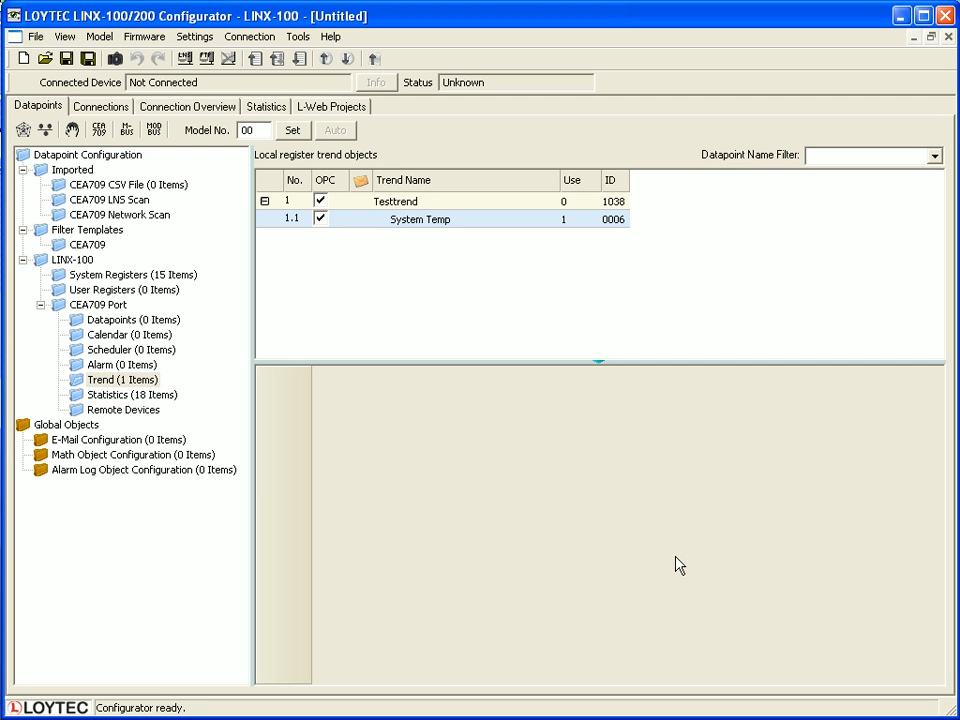 LOYTEC LINX-100/200 Configurator - LINX-100 - [Untitled]
File View Model Firmware Settings Connection Tools Help
Connected Device Not Connected Info Status Unknown
Datapoints Connections Connection Overview Statistics L-Web Projects
CEA 709 M-BUS MOD BUS Model No. 00 Set Auto
Datapoint Configuration
Imported
CEA709 CSV File (0 Items)
CEA709 LNS Scan
CEA709 Network Scan
Filter Templates
CEA709
LINX-100
System Registers (15 Items)
User Registers (0 Items)
CEA709 Port
Datapoints (0 Items)
Calendar (0 Items)
Scheduler (0 Items)
Alarm (0 Items)
Trend (1 Items)
Statistics (18 Items)
Remote Devices
Global Objects
E-Mail Configuration (0 Items)
Math Object Configuration (0 Items)
Alarm Log Object Configuration (0 Items)
Local register trend objects Datapoint Name Filter:
No. OPC Trend Name Use ID
1 Testtrend 0 1038
1.1 System Temp 1 0006
LOYTEC Configurator ready.